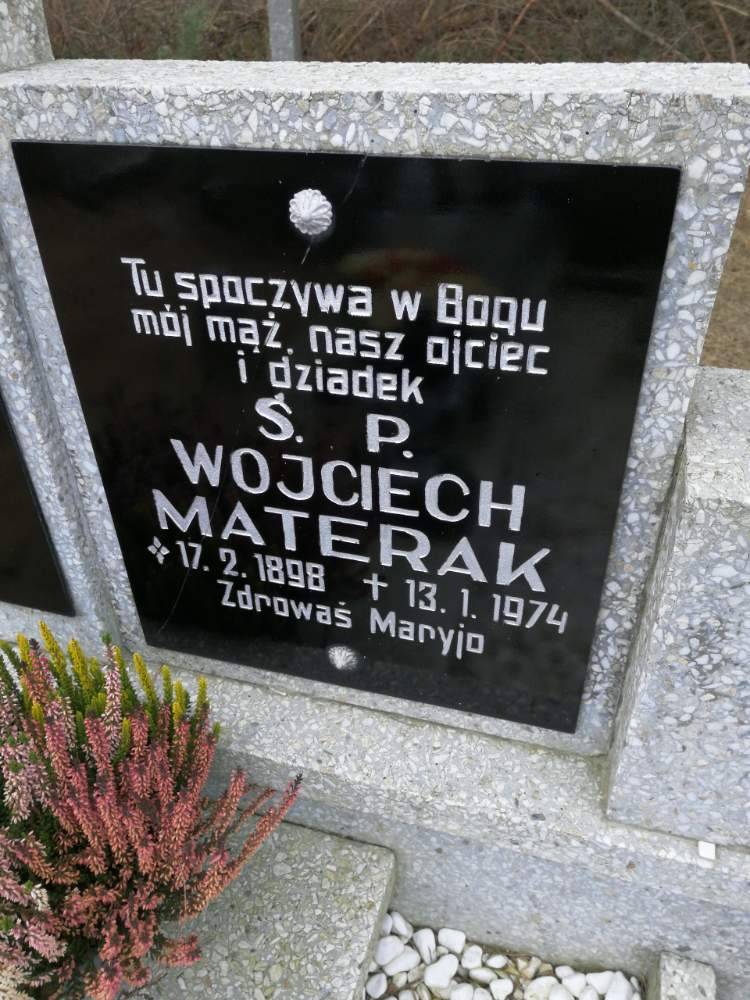 Tu spoczywa w Bogu
mój mąż, nasz ojciec
i dziadek
Ś. P.
WOJCIECH
MATERAK
17. 2. 1898 + 13. 1. 1974
Zdrowaś Maryjo